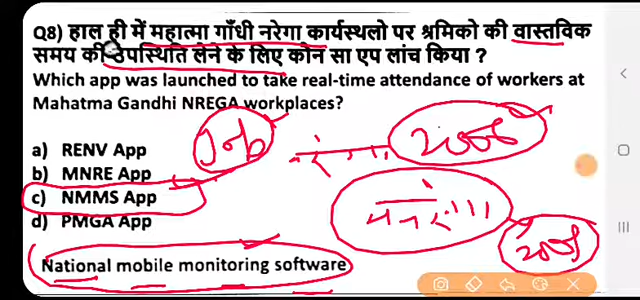 Q8) हाल ही में महात्मा गाँधी नरेगा कार्यस्थलो पर श्रमिको की वास्तविक
समय की उपस्थिति लेने के लिए कोन सा एप लांच किया ?
Which app was launched to take real-time attendance of workers at
Mahatma Gandhi NREGA workplaces?
Job
नरेगा
a) RENV App
b) MNRE App
c) NMMS App
मनरेगा
d) PMGA App
National mobile monitoring software